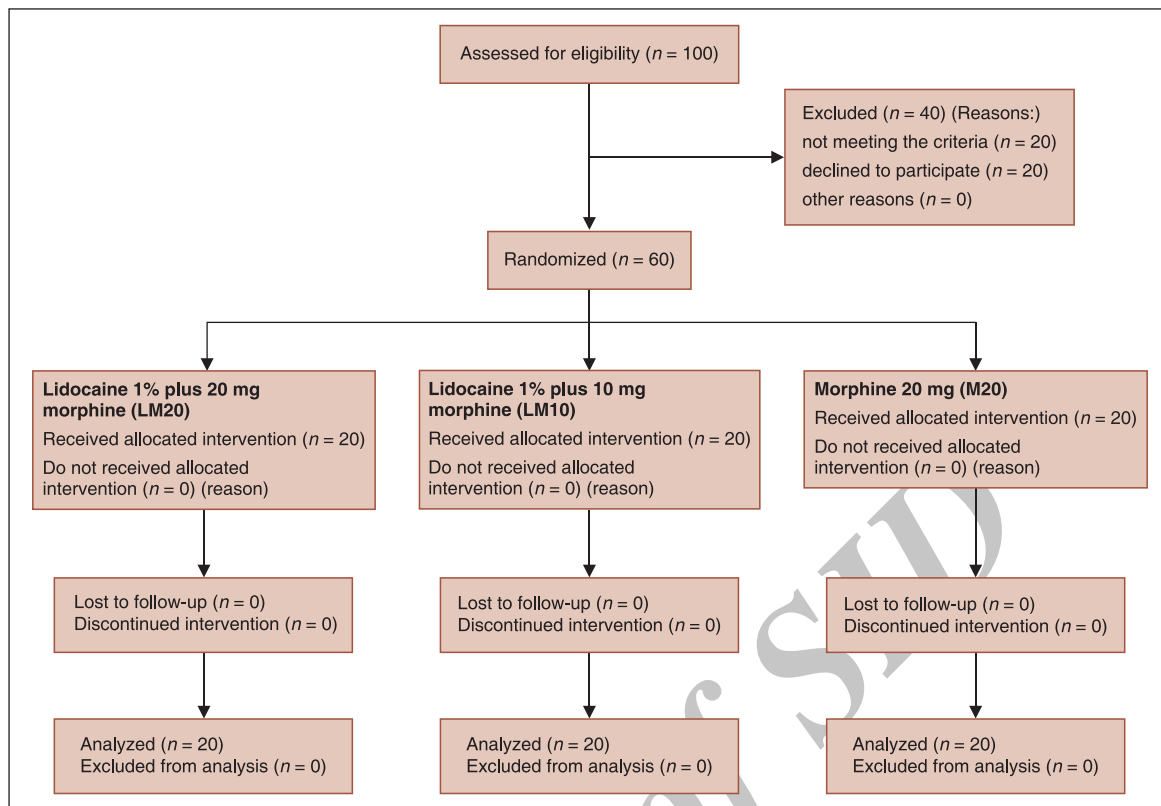 Assessed for eligibility (n = 100)
Excluded (n = 40) (Reasons:)
not meeting the criteria (n = 20)
declined to participate (n = 20)
other reasons (n = 0)
Randomized (n = 60)
Lidocaine 1% plus 20 mg
morphine (LM20)
Received allocated intervention (n = 20)
Do not received allocated
intervention (n = 0) (reason)
Lidocaine 1% plus 10 mg
morphine (LM10)
Received allocated intervention (n = 20)
Do not received allocated
intervention (n = 0) (reason)
Morphine 20 mg (M20)
Received allocated intervention (n = 20)
Do not received allocated
intervention (n = 0) (reason)
Lost to follow-up (n = 0)
Discontinued intervention (n = 0)
Lost to follow-up (n = 0)
Discontinued intervention (n = 0)
Lost to follow-up (n = 0)
Discontinued intervention (n = 0)
Analyzed (n = 20)
Excluded from analysis (n = 0)
Analyzed (n = 20)
Excluded from analysis (n = 0)
Analyzed (n = 20)
Excluded from analysis (n = 0)
of SID